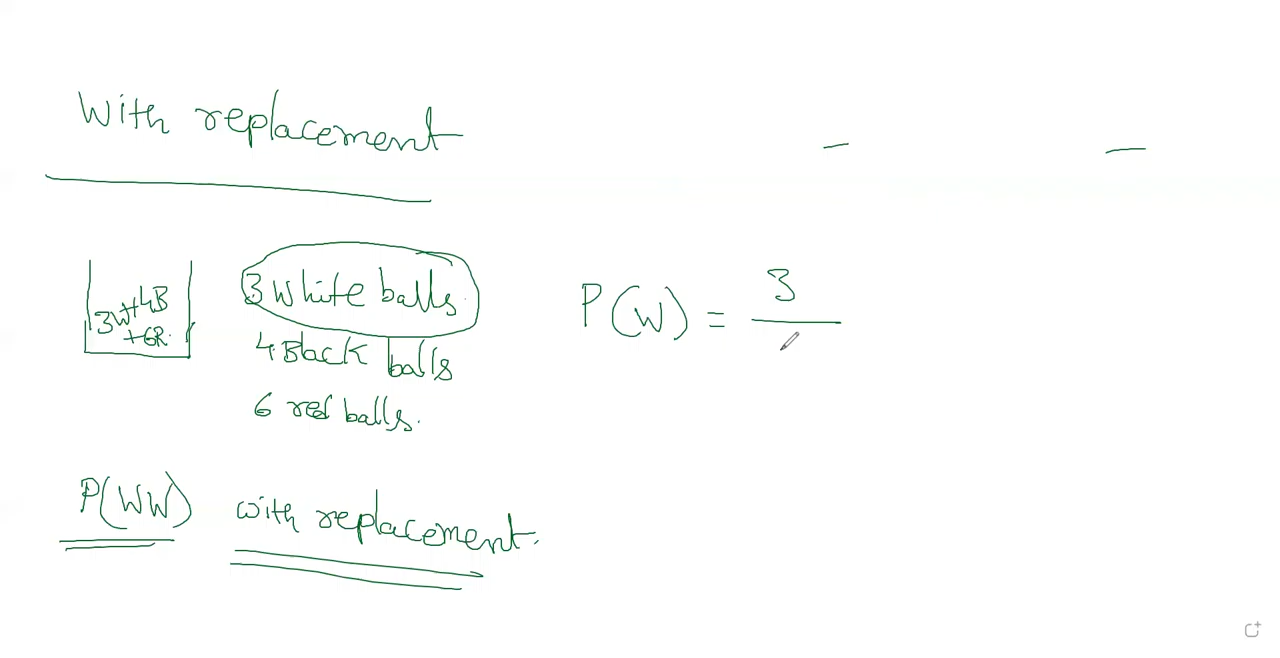 With replacement
3W+4B
+6R.
3 White balls.
4 Black balls
6 red balls.
P(W) = 3
P(WW) with replacement.